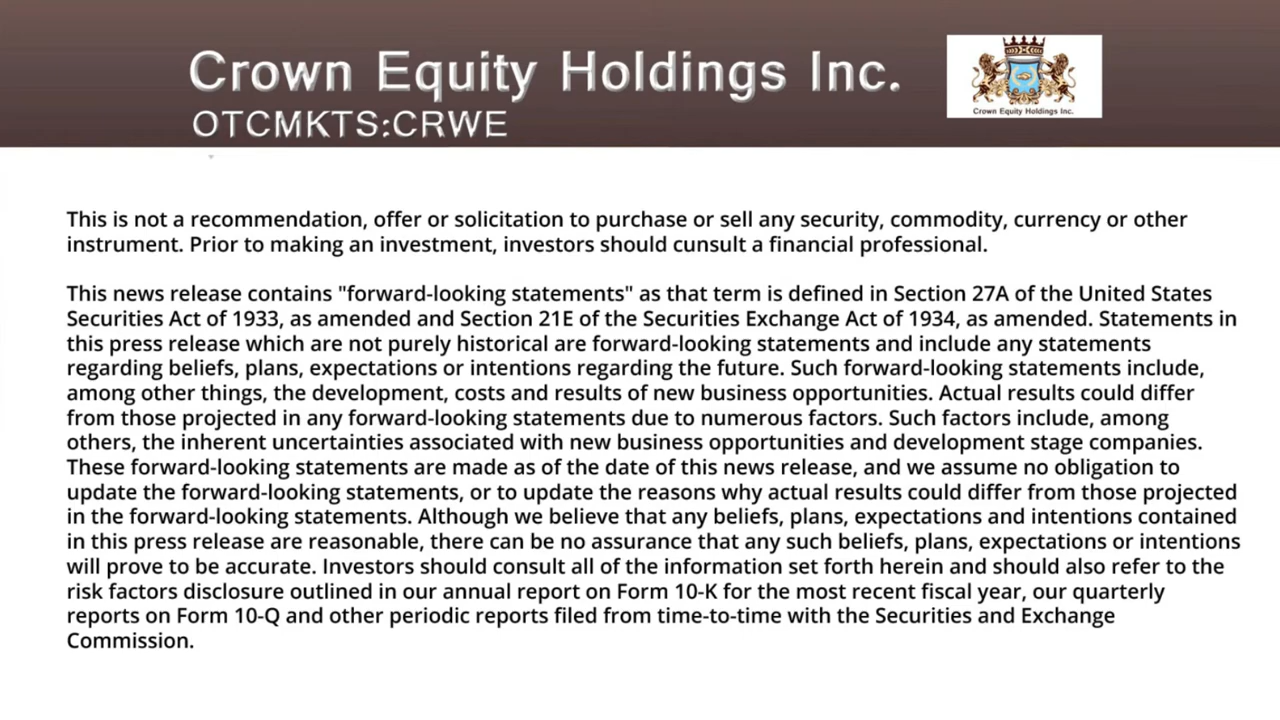 Crown Equity Holdings Inc.
OTCMKTS:CRWE
Crown Equity Holdings Inc.
This is not a recommendation, offer or solicitation to purchase or sell any security, commodity, currency or other
instrument. Prior to making an investment, investors should cunsult a financial professional.
This news release contains "forward-looking statements" as that term is defined in Section 27A of the United States
Securities Act of 1933, as amended and Section 21E of the Securities Exchange Act of 1934, as amended. Statements in
this press release which are not purely historical are forward-looking statements and include any statements
regarding beliefs, plans, expectations or intentions regarding the future. Such forward-looking statements include,
among other things, the development, costs and results of new business opportunities. Actual results could differ
from those projected in any forward-looking statements due to numerous factors. Such factors include, among
others, the inherent uncertainties associated with new business opportunities and development stage companies.
These forward-looking statements are made as of the date of this news release, and we assume no obligation to
update the forward-looking statements, or to update the reasons why actual results could differ from those projected
in the forward-looking statements. Although we believe that any beliefs, plans, expectations and intentions contained
in this press release are reasonable, there can be no assurance that any such beliefs, plans, expectations or intentions
will prove to be accurate. Investors should consult all of the information set forth herein and should also refer to the
risk factors disclosure outlined in our annual report on Form 10-K for the most recent fiscal year, our quarterly
reports on Form 10-Q and other periodic reports filed from time-to-time with the Securities and Exchange
Commission.